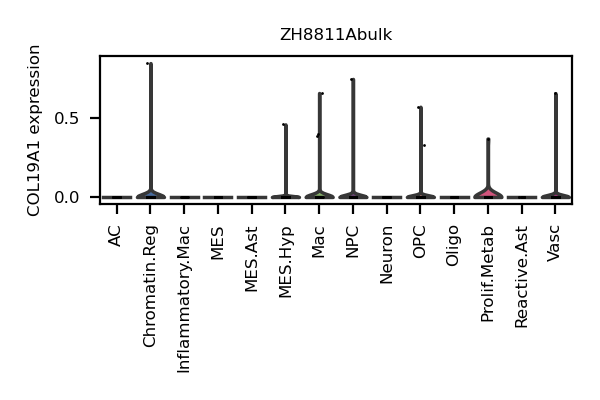 ZH8811Abulk
COL19A1 expression
0.5
0.0
AC
Chromatin.Reg
Inflammatory.Mac
MES
MES.Ast
MES.Hyp
Mac
NPC
Neuron
OPC
Oligo
Prolif.Metab
Reactive.Ast
Vasc